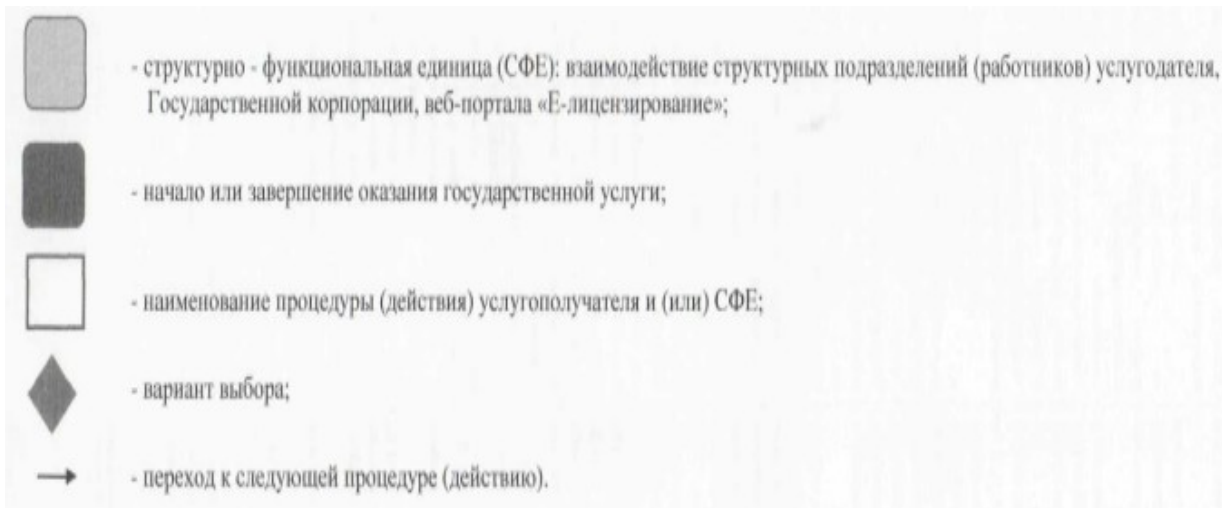 - структурно - функциональная единица (СФЕ): взаимодействие структурных подразделений (работников) услугодателя,
Государственной корпорации, веб-портала «Е-лицензирование»;
- начало или завершение оказания государственной услуги;
- наименование процедуры (действия) услугополучателя и (или) СФЕ;
- вариант выбора;
- переход к следующей процедуре (действию).